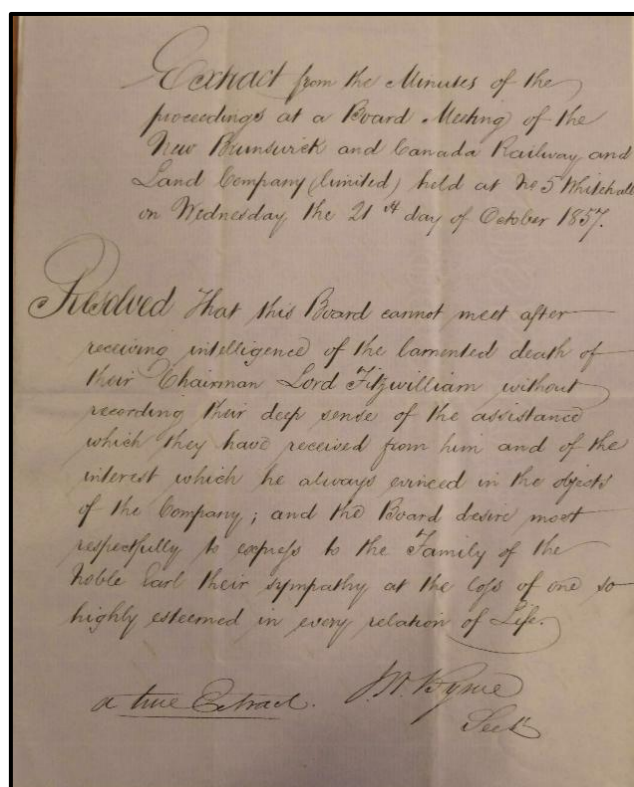 Extract from the Minutes of the
proceedings at a Board Meeting of the
New Brunswick and Canada Railway and
Land Company (limited) held at No 5 Whitehall
on Wednesday the 21st day of October 1857.
Resolved That this Board cannot meet after
receiving intelligence of the lamented death of
their Chairman Lord Fitzwilliam without
recording their deep sense of the assistance
which they have received from him and of the
interest which he always evinced in the objects
of the Company; and the Board desire most
respectfully to express to the Family of the
Noble Earl their sympathy at the loss of one so
highly esteemed in every relation of Life.
a true Extract.